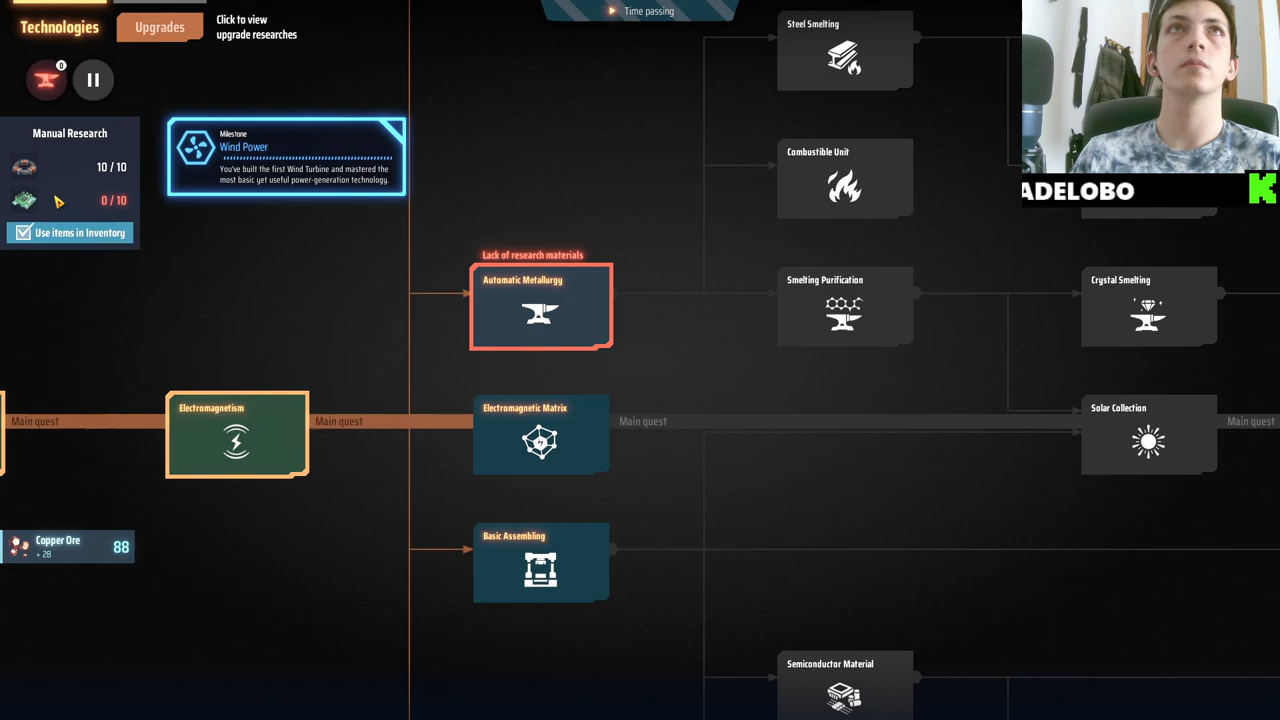 Technologies
Upgrades
Click to view
upgrade researches
Time passing
0
Manual Research
10 / 10
0 / 10
Use items in Inventory
Milestone
Wind Power
You've built the first Wind Turbine and mastered the
most basic yet useful power-generation technology.
Steel Smelting
Combustible Unit
ADELOBO
K
Lack of research materials
Automatic Metallurgy
Smelting Purification
Crystal Smelting
Main quest
Electromagnetism
Main quest
Electromagnetic Matrix
Main quest
Solar Collection
Main quest
Copper Ore
+ 28
88
Basic Assembling
Semiconductor Material